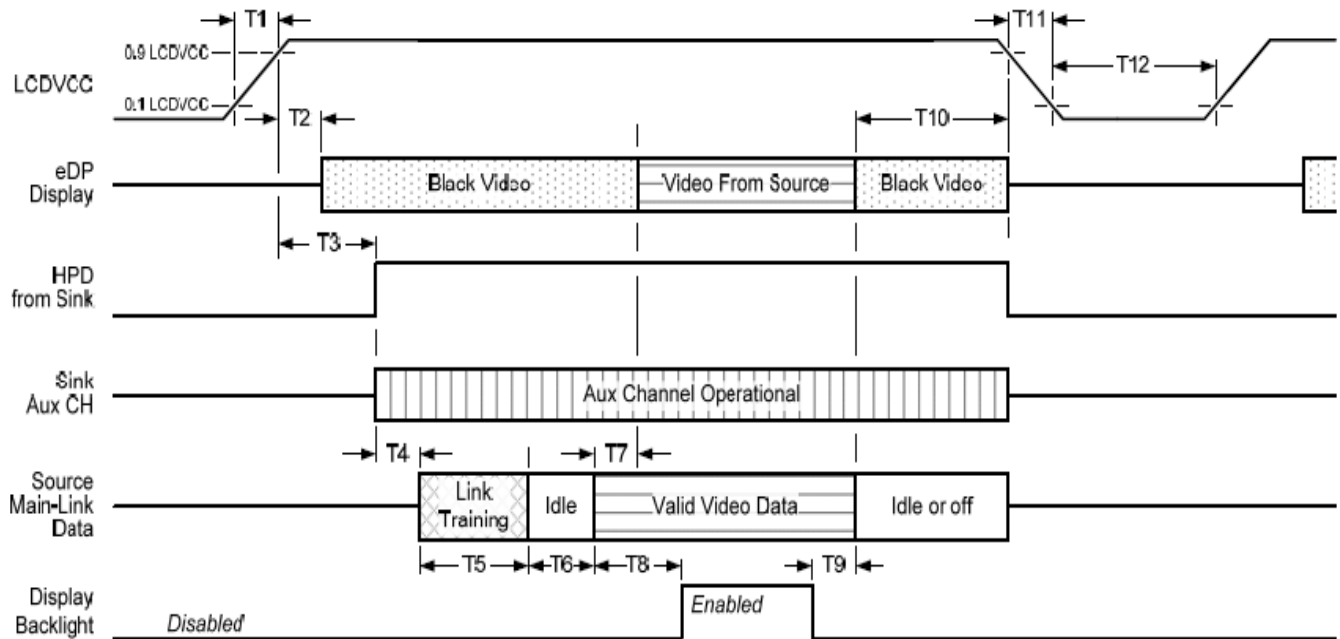 T1
T11
0.9 LCDVCC
T12
LCDVCC
0.1 LCDVCC
T2
T10
eDP
Display
Black Video
Video From Source
Black Video
T3
HPD
from Sink
Sink
Aux CH
Aux Channel Operational
T4
T7
Source
Main-Link
Data
Link
Training
Idle
Valid Video Data
Idle or off
T5
T6
T8
T9
Display
Backlight
Disabled
Enabled